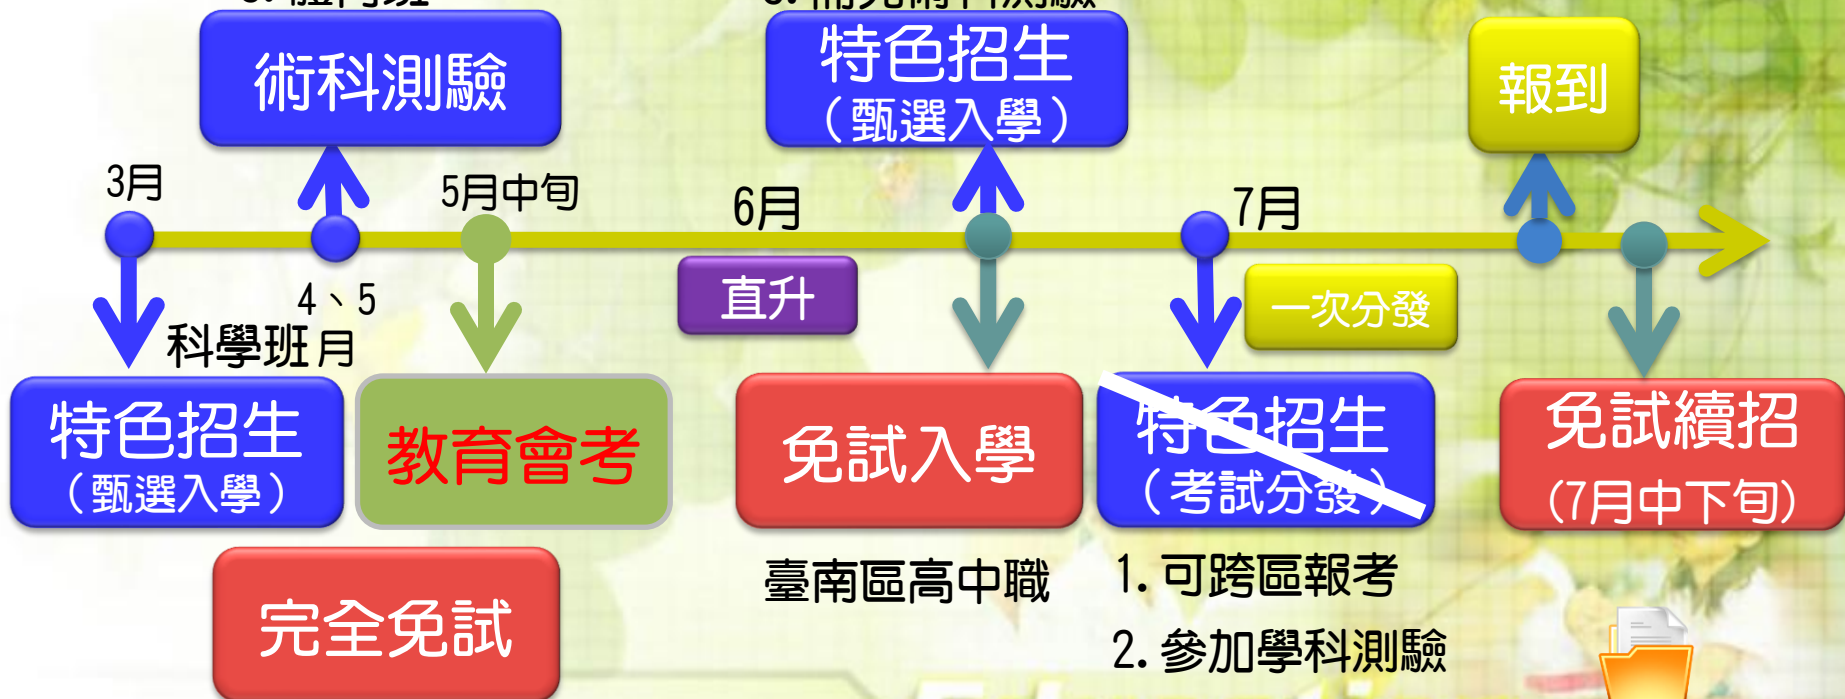 術科測驗
特色招生
（甄選入學）
報到
3月
5月中旬
6月
7月
4、5
月
科學班
直升
一次分發
特色招生
（甄選入學）
教育會考
免試入學
特色招生
（考試分發）
免試續招
(7月中下旬)
完全免試
臺南區高中職
1.可跨區報考
2.參加學科測驗